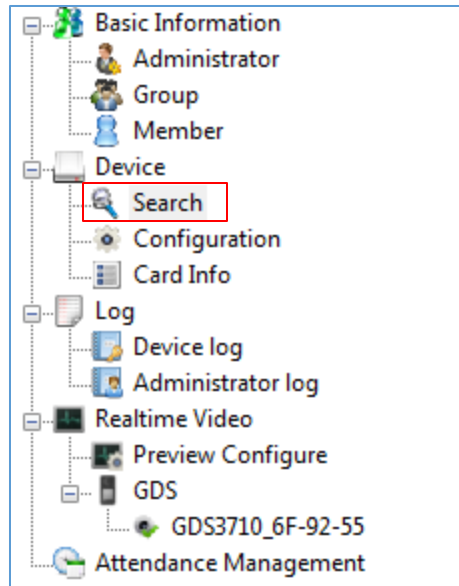 Basic Information
Administrator
Group
Member
Device
Search
Configuration
Card Info
Log
Device log
Administrator log
Realtime Video
Preview Configure
GDS
GDS3710_6F-92-55
Attendance Management